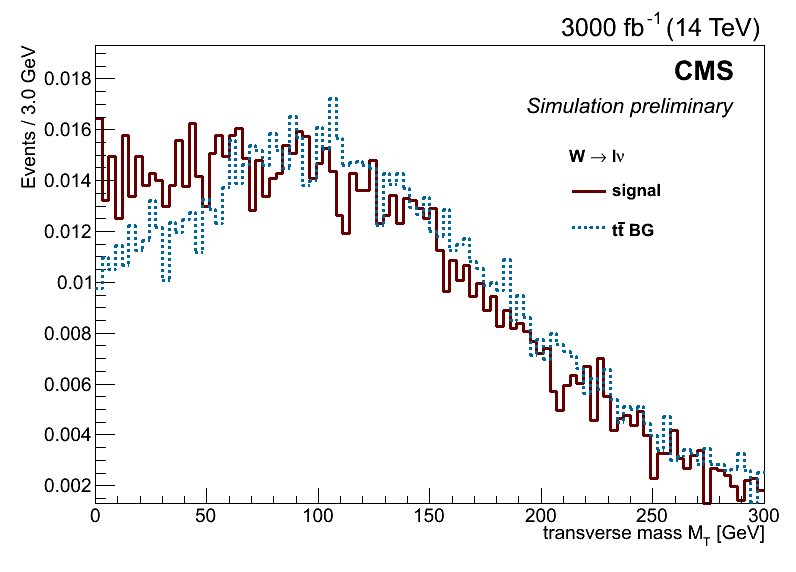 3000 fb⁻¹ (14 TeV)
CMS
Simulation preliminary
W → lν
signal
tt̄ BG
Events / 3.0 GeV
0.018
0.016
0.014
0.012
0.01
0.008
0.006
0.004
0.002
0 50 100 150 200 250 300
transverse mass M_T [GeV]